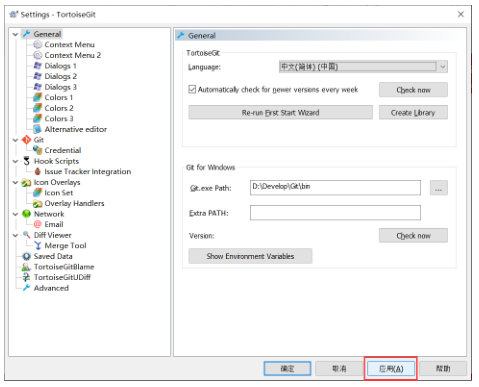 Settings - TortoiseGit
General
Context Menu
Context Menu 2
Dialogs 1
Dialogs 2
Dialogs 3
Colors 1
Colors 2
Colors 3
Alternative editor
Git
Credential
Hook Scripts
Issue Tracker Integration
Icon Overlays
Icon Set
Overlay Handlers
Network
Email
Diff Viewer
Merge Tool
Saved Data
TortoiseGitBlame
TortoiseGitUDiff
Advanced
General
TortoiseGit
Language: 中文(简体) (中国)
Automatically check for newer versions every week Check now
Re-run First Start Wizard Create Library
Git for Windows
Git.exe Path: D:\Develop\Git\bin ...
Extra PATH:
Version: Check now
Show Environment Variables
确定 取消 应用(A) 帮助